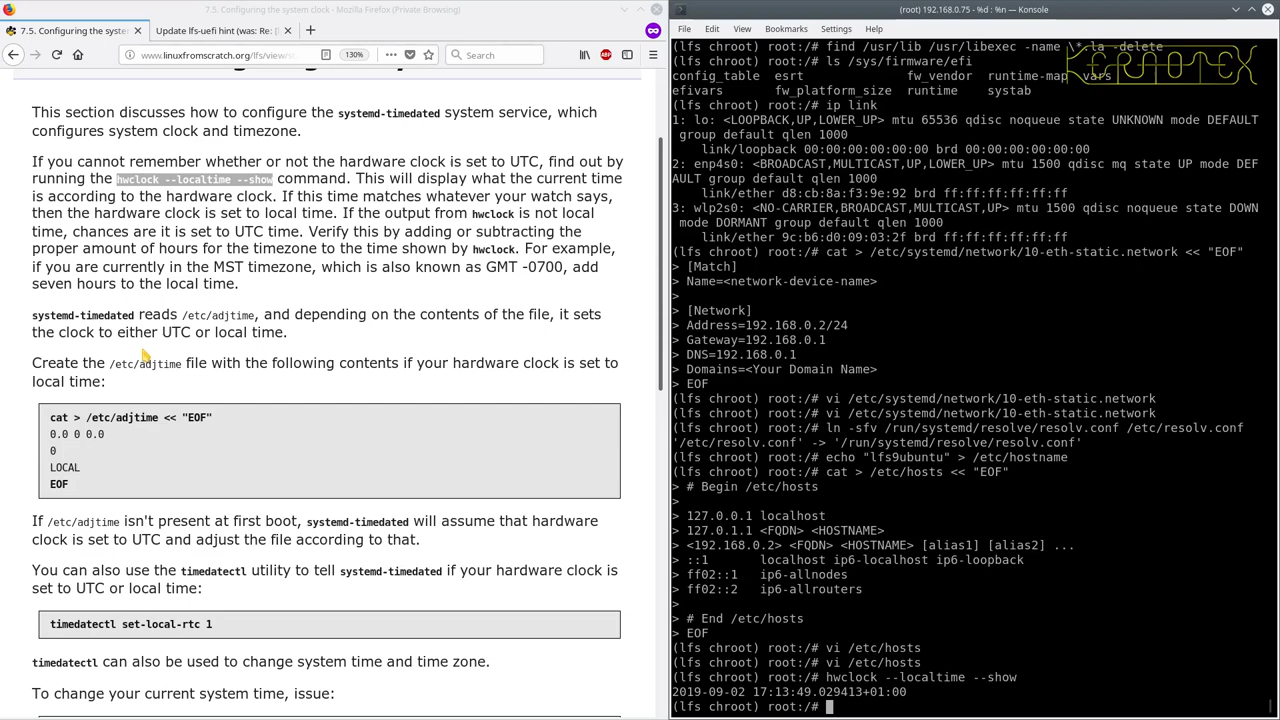 7.5. Configuring the system clock - Mozilla Firefox (Private Browsing)
7.5. Configuring the syste
Update lfs-uefi hint (was: Re: [
www.linuxfromscratch.org/lfs/view/s
130%
Search
This section discusses how to configure the systemd-timedated system service, which
configures system clock and timezone.
If you cannot remember whether or not the hardware clock is set to UTC, find out by
running the hwclock --localtime --show command. This will display what the current time
is according to the hardware clock. If this time matches whatever your watch says,
then the hardware clock is set to local time. If the output from hwclock is not local
time, chances are it is set to UTC time. Verify this by adding or subtracting the
proper amount of hours for the timezone to the time shown by hwclock. For example,
if you are currently in the MST timezone, which is also known as GMT -0700, add
seven hours to the local time.
systemd-timedated reads /etc/adjtime, and depending on the contents of the file, it sets
the clock to either UTC or local time.
Create the /etc/adjtime file with the following contents if your hardware clock is set to
local time:
cat > /etc/adjtime << "EOF"
0.0 0 0.0
0
LOCAL
EOF
If /etc/adjtime isn't present at first boot, systemd-timedated will assume that hardware
clock is set to UTC and adjust the file according to that.
You can also use the timedatectl utility to tell systemd-timedated if your hardware clock is
set to UTC or local time:
timedatectl set-local-rtc 1
timedatectl can also be used to change system time and time zone.
To change your current system time, issue:
(root) 192.168.0.75 - %d : %n — Konsole
File Edit View Bookmarks Settings Help
(lfs chroot) root:/# find /usr/lib /usr/libexec -name \*.la -delete
(lfs chroot) root:/# ls /sys/firmware/efi
config_table esrt fw_vendor runtime-map vars
efivars fw_platform_size runtime systab
(lfs chroot) root:/# ip link
1: lo: <LOOPBACK,UP,LOWER_UP> mtu 65536 qdisc noqueue state UNKNOWN mode DEFAULT
group default qlen 1000
link/loopback 00:00:00:00:00:00 brd 00:00:00:00:00:00
2: enp4s0: <BROADCAST,MULTICAST,UP,LOWER_UP> mtu 1500 qdisc mq state UP mode DEF
AULT group default qlen 1000
link/ether d8:cb:8a:f3:9e:92 brd ff:ff:ff:ff:ff:ff
3: wlp2s0: <NO-CARRIER,BROADCAST,MULTICAST,UP> mtu 1500 qdisc noqueue state DOWN
mode DORMANT group default qlen 1000
link/ether 9c:b6:d0:09:03:2f brd ff:ff:ff:ff:ff:ff
(lfs chroot) root:/# cat > /etc/systemd/network/10-eth-static.network << "EOF"
> [Match]
> Name=<network-device-name>
>
> [Network]
> Address=192.168.0.2/24
> Gateway=192.168.0.1
> DNS=192.168.0.1
> Domains=<Your Domain Name>
> EOF
(lfs chroot) root:/# vi /etc/systemd/network/10-eth-static.network
(lfs chroot) root:/# vi /etc/systemd/network/10-eth-static.network
(lfs chroot) root:/# ln -sfv /run/systemd/resolve/resolv.conf /etc/resolv.conf
'/etc/resolv.conf' -> '/run/systemd/resolve/resolv.conf'
(lfs chroot) root:/# echo "lfs9ubuntu" > /etc/hostname
(lfs chroot) root:/# cat > /etc/hosts << "EOF"
> # Begin /etc/hosts
>
> 127.0.0.1 localhost
> 127.0.1.1 <FQDN> <HOSTNAME>
> <192.168.0.2> <FQDN> <HOSTNAME> [alias1] [alias2] ...
> ::1 localhost ip6-localhost ip6-loopback
> ff02::1 ip6-allnodes
> ff02::2 ip6-allrouters
>
> # End /etc/hosts
> EOF
(lfs chroot) root:/# vi /etc/hosts
(lfs chroot) root:/# vi /etc/hosts
(lfs chroot) root:/# hwclock --localtime --show
2019-09-02 17:13:49.029413+01:00
(lfs chroot) root:/#